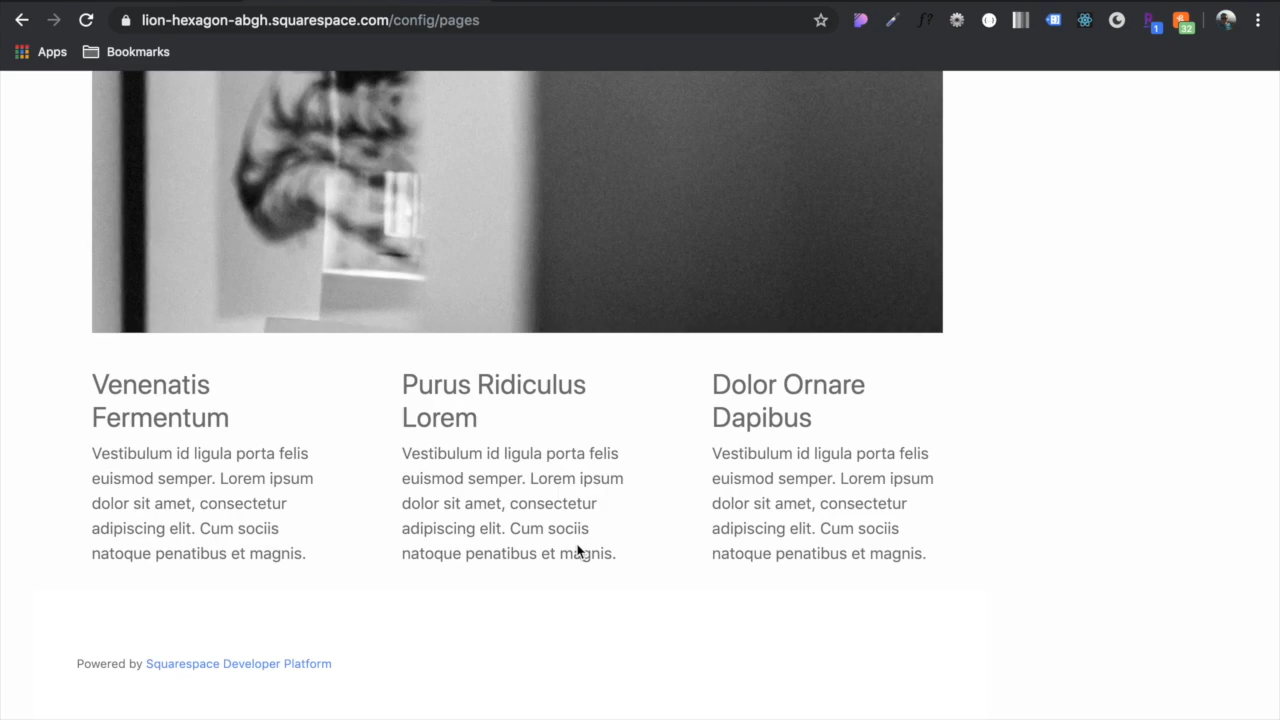 lion-hexagon-abgh.squarespace.com/config/pages
f?
1
32
Apps
Bookmarks
Venenatis
Fermentum
Vestibulum id ligula porta felis
euismod semper. Lorem ipsum
dolor sit amet, consectetur
adipiscing elit. Cum sociis
natoque penatibus et magnis.
Purus Ridiculus
Lorem
Vestibulum id ligula porta felis
euismod semper. Lorem ipsum
dolor sit amet, consectetur
adipiscing elit. Cum sociis
natoque penatibus et magnis.
Dolor Ornare
Dapibus
Vestibulum id ligula porta felis
euismod semper. Lorem ipsum
dolor sit amet, consectetur
adipiscing elit. Cum sociis
natoque penatibus et magnis.
Powered by Squarespace Developer Platform